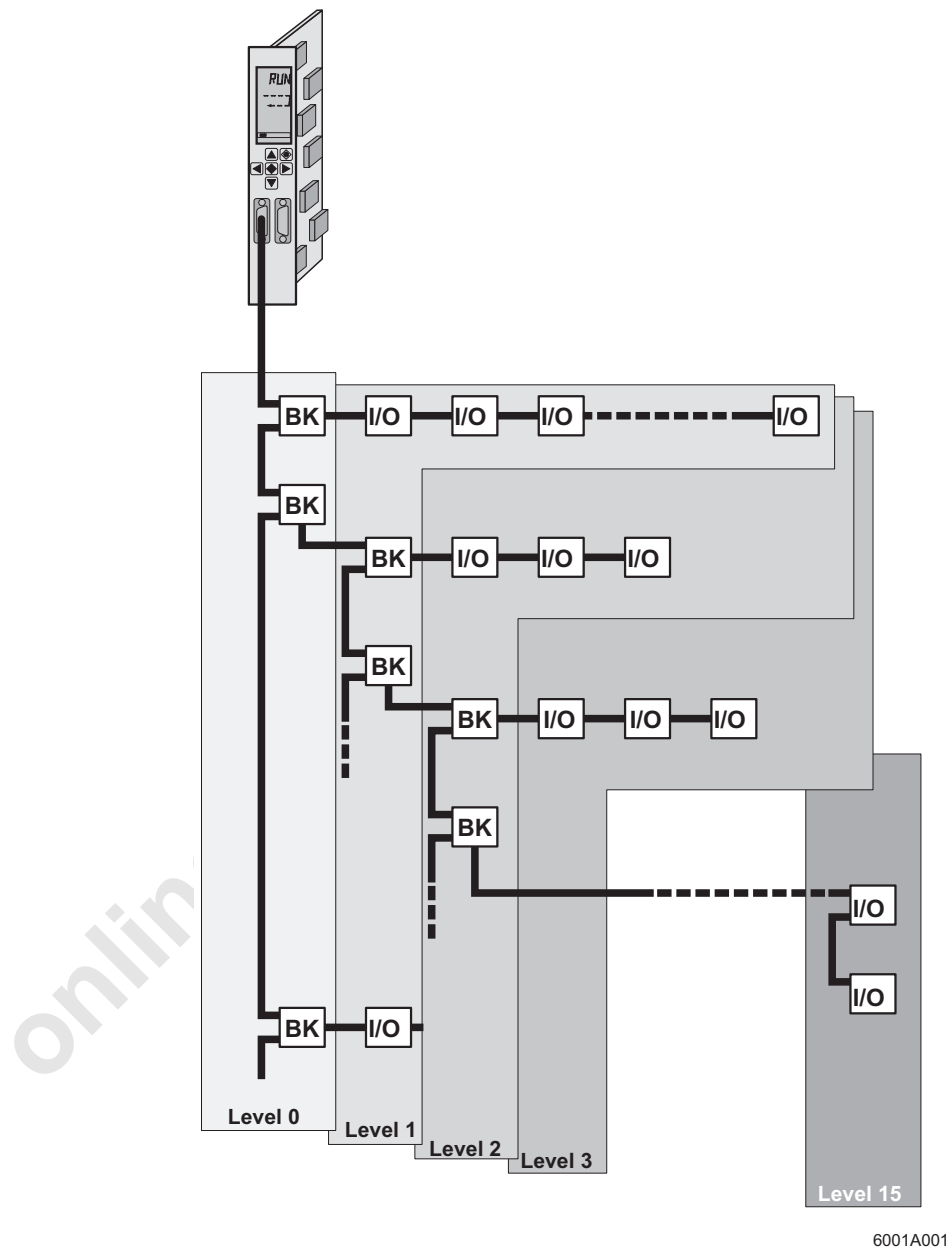 RUN
BK I/O I/O I/O I/O
BK
BK I/O I/O I/O
BK
BK I/O I/O I/O
BK
I/O
I/O
BK I/O
Level 0
Level 1
Level 2
Level 3
Level 15
6001A001